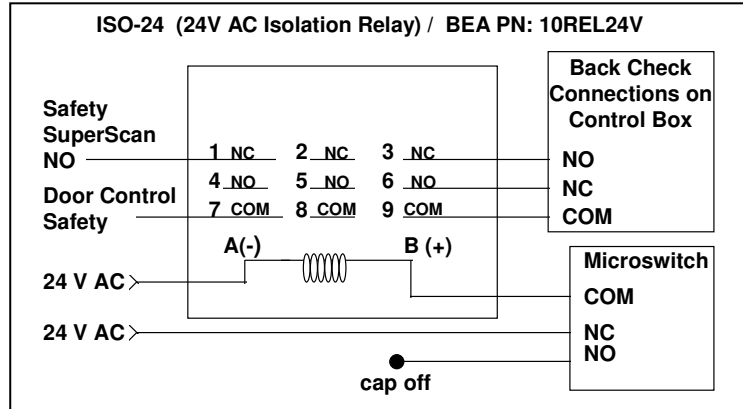 ISO-24 (24V AC Isolation Relay) / BEA PN: 10REL24V
Back Check
Connections on
Control Box
Safety
SuperScan
NO
1 NC 2 NC 3 NC
NO
4 NO 5 NO 6 NO
NC
Door Control
Safety
7 COM 8 COM 9 COM
COM
A(-) B (+)
Microswitch
24 V AC
COM
24 V AC
NC
NO
cap off